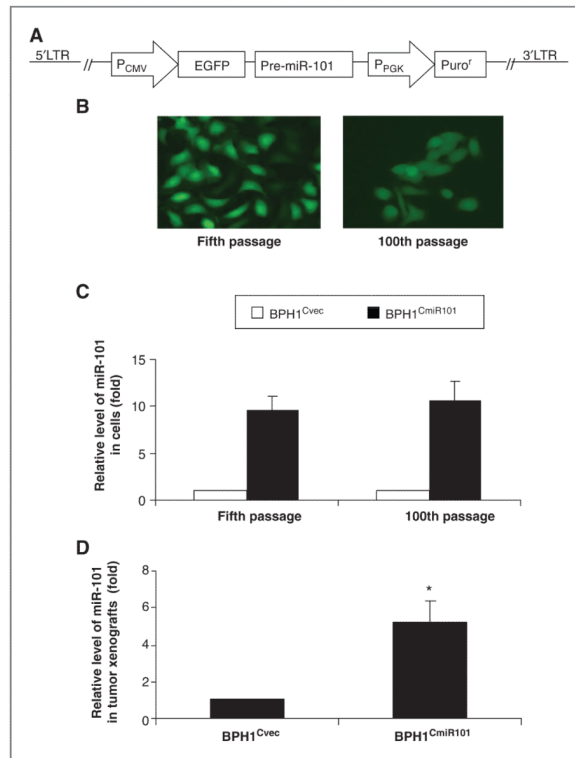 A
5′LTR // P_CMV EGFP Pre-miR-101 P_PGK Puro^r // 3′LTR
B
Fifth passage 100th passage
C
BPH1^Cvec BPH1^CmiR101
Relative level of miR-101
in cells (fold)
15
10
5
0
Fifth passage 100th passage
D
Relative level of miR-101
in tumor xenografts (fold)
8
6
4
2
0
*
BPH1^Cvec BPH1^CmiR101